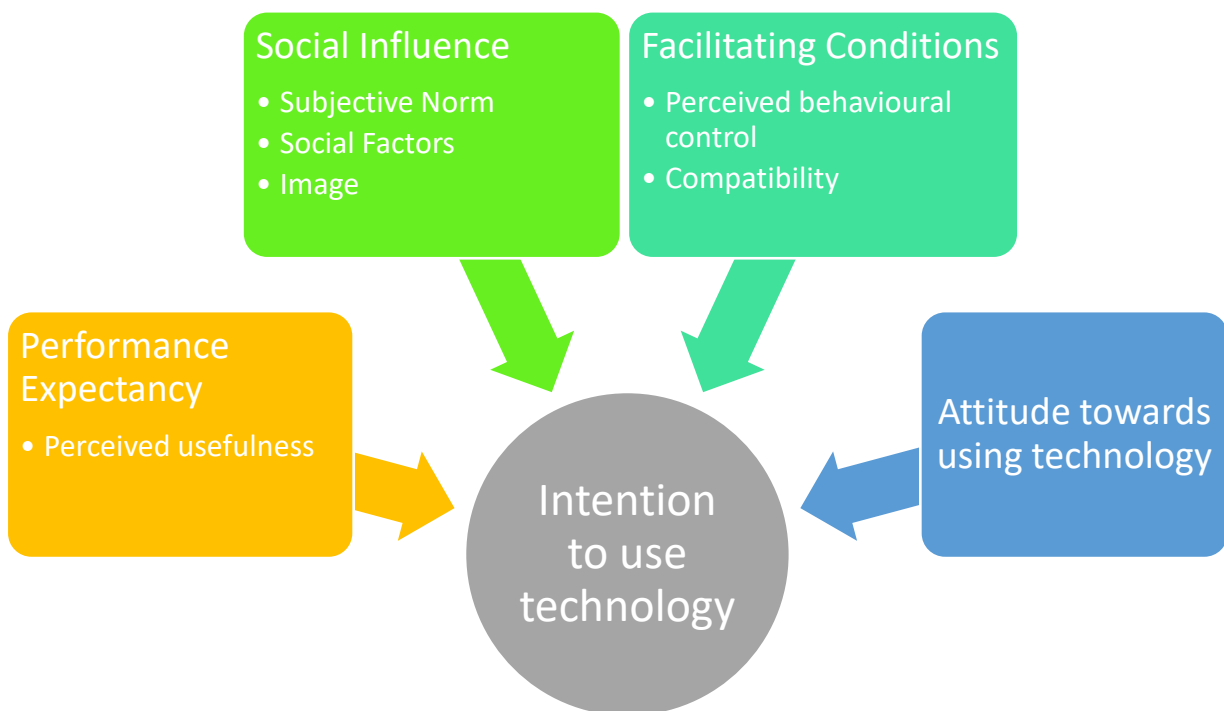 Social Influence
• Subjective Norm
• Social Factors
• Image
Facilitating Conditions
• Perceived behavioural
control
• Compatibility
Performance
Expectancy
• Perceived usefulness
Attitude towards
using technology
Intention
to use
technology